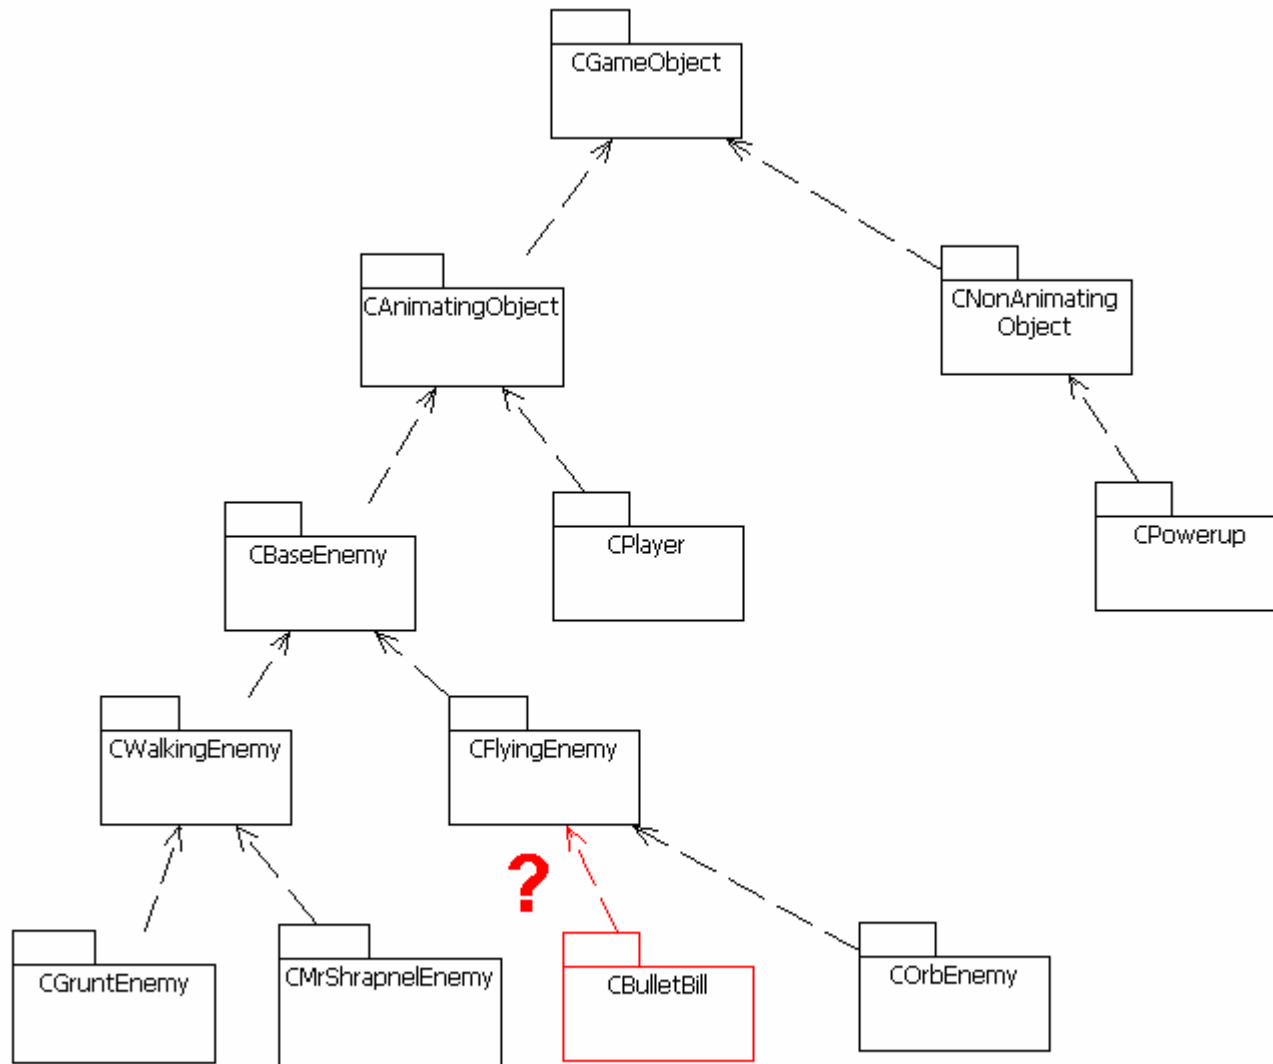 CGameObject
CAnimatingObject
CNonAnimating
Object
CBaseEnemy
CPlayer
CPowerup
CWalkingEnemy
CFlyingEnemy
?
CGruntEnemy
CMrShrapnelEnemy
CBulletBill
COrbEnemy